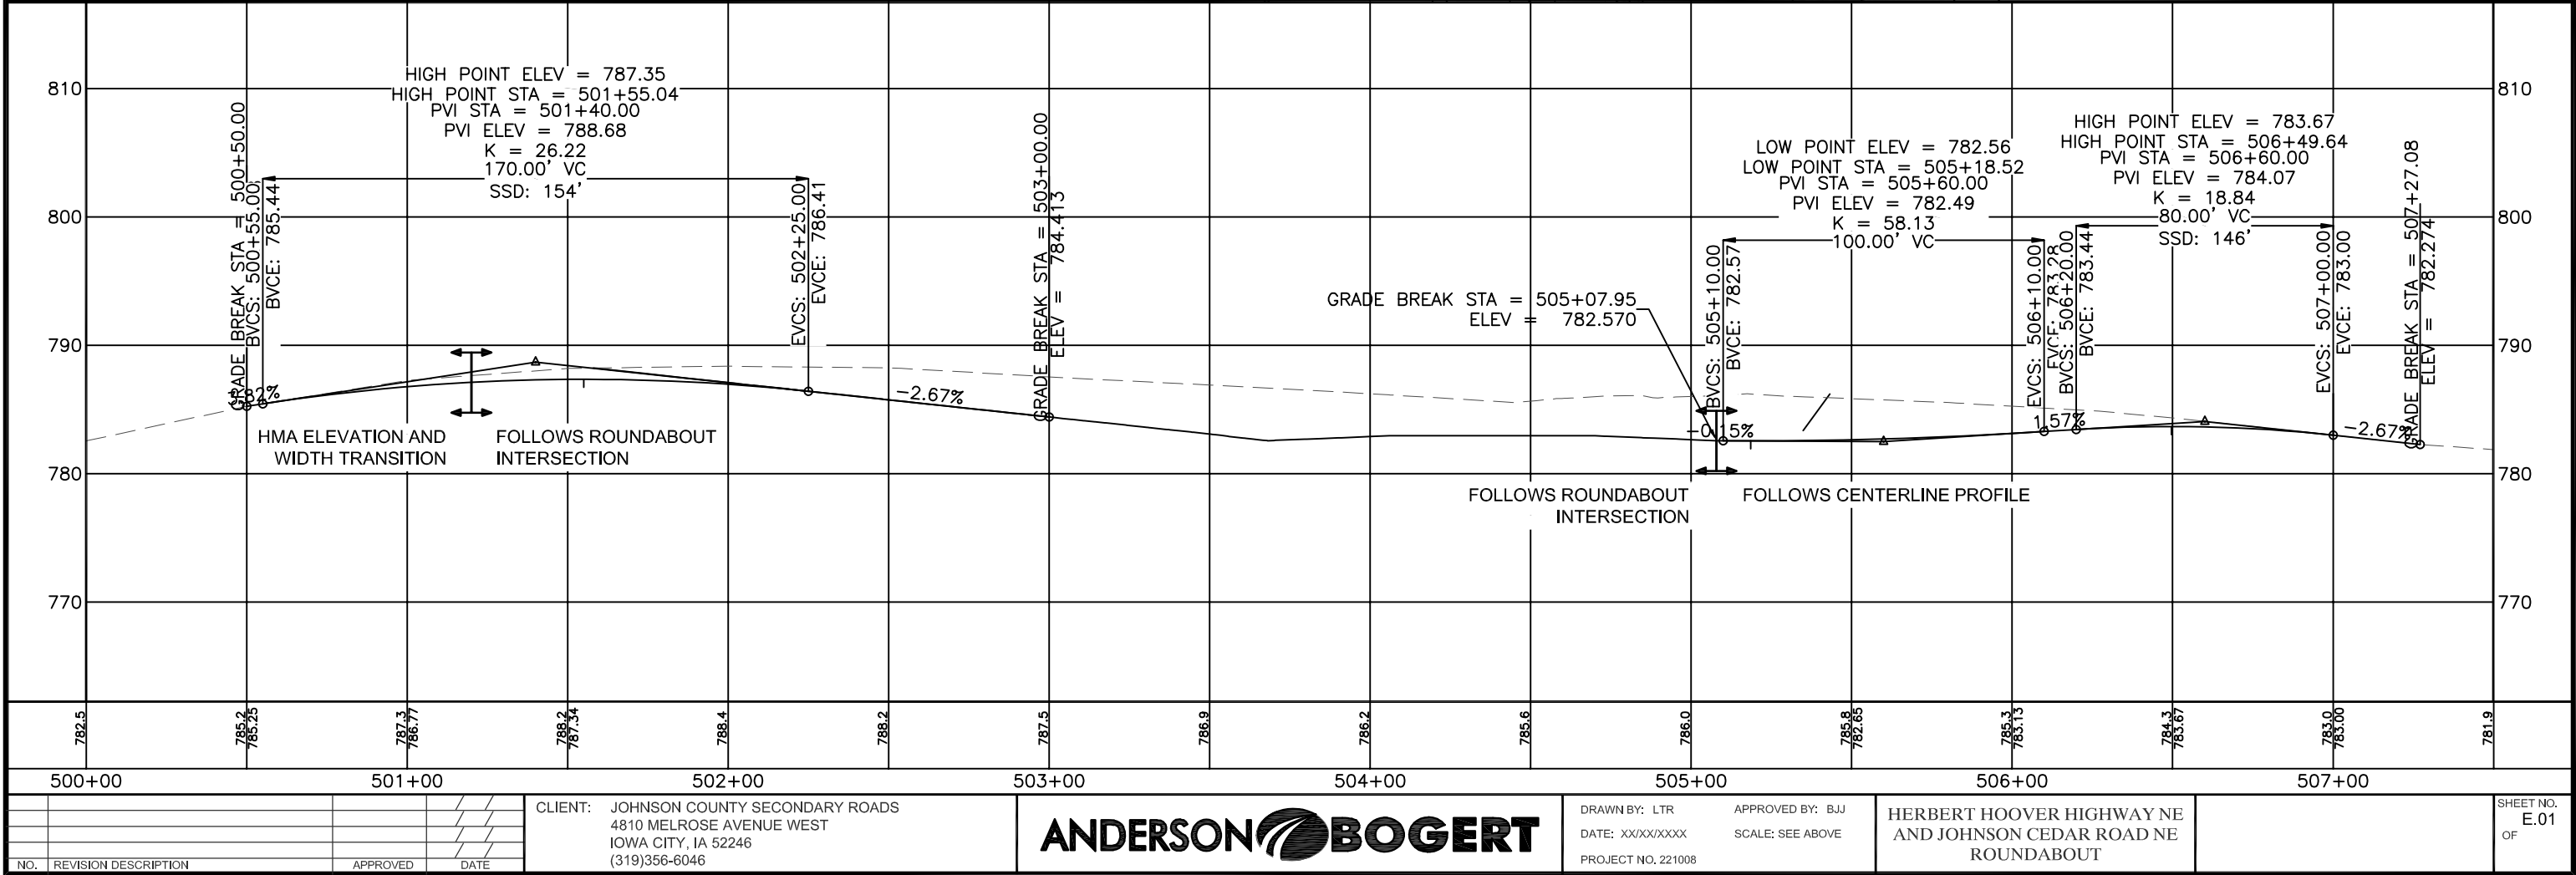 HIGH POINT ELEV = 787.35
HIGH POINT STA = 501+55.04
PVI STA = 501+40.00
PVI ELEV = 788.68
K = 26.22
170.00' VC
SSD: 154'
GRADE BREAK STA = 500+50.00
BVCS: 500+55.00
BVCE: 785.44
EVCS: 502+25.00
EVCE: 786.41
GRADE BREAK STA = 503+00.00
ELEV = 784.413
LOW POINT ELEV = 782.56
LOW POINT STA = 505+18.52
PVI STA = 505+60.00
PVI ELEV = 782.49
K = 58.13
100.00' VC
HIGH POINT ELEV = 783.67
HIGH POINT STA = 506+49.64
PVI STA = 506+60.00
PVI ELEV = 784.07
K = 18.84
80.00' VC
SSD: 146'
GRADE BREAK STA = 505+07.95
ELEV = 782.570
BVCS: 505+10.00
BVCE: 782.57
EVCS: 506+10.00
EVCE: 783.28
BVCS: 506+20.00
BVCE: 783.44
EVCS: 507+00.00
EVCE: 783.00
GRADE BREAK STA = 507+27.08
ELEV = 782.274
810
800
790
780
770
810
800
790
780
770
3.82%
-2.67%
-0.15%
1.57%
-2.67%
HMA ELEVATION AND
WIDTH TRANSITION
FOLLOWS ROUNDABOUT
INTERSECTION
FOLLOWS ROUNDABOUT
INTERSECTION
FOLLOWS CENTERLINE PROFILE
782.5
785.2
785.25
787.3
786.77
788.2
787.34
788.4
788.2
787.5
786.9
786.2
785.6
786.0
785.8
782.65
785.3
783.13
784.3
783.67
783.0
783.00
781.9
500+00 501+00 502+00 503+00 504+00 505+00 506+00 507+00
NO. REVISION DESCRIPTION APPROVED DATE
CLIENT: JOHNSON COUNTY SECONDARY ROADS
4810 MELROSE AVENUE WEST
IOWA CITY, IA 52246
(319)356-6046
ANDERSON BOGERT
DRAWN BY: LTR APPROVED BY: BJJ
DATE: XX/XX/XXXX SCALE: SEE ABOVE
PROJECT NO. 221008
HERBERT HOOVER HIGHWAY NE
AND JOHNSON CEDAR ROAD NE
ROUNDABOUT
SHEET NO.
E.01
OF